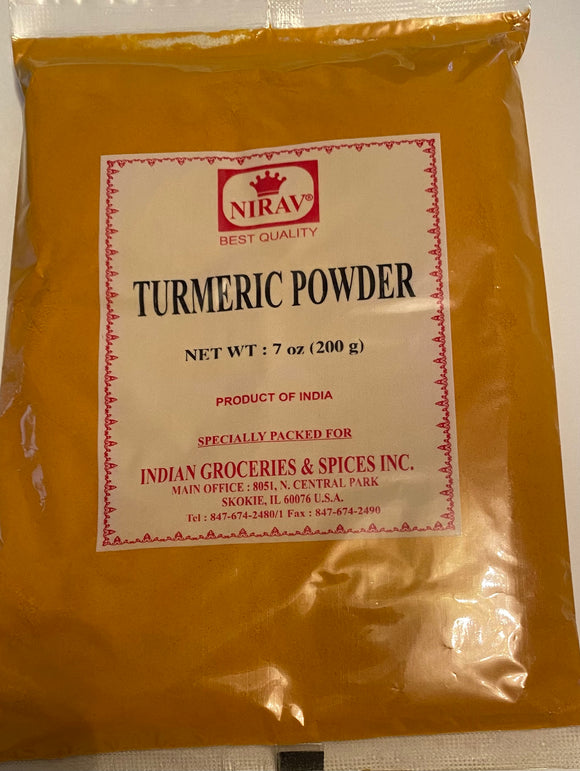 NIRAV®
BEST QUALITY
TURMERIC POWDER
NET WT : 7 oz (200 g)
PRODUCT OF INDIA
SPECIALLY PACKED FOR
INDIAN GROCERIES & SPICES INC.
MAIN OFFICE : 8051, N. CENTRAL PARK
SKOKIE, IL 60076 U.S.A.
Tel : 847-674-2480/1 Fax : 847-674-2490